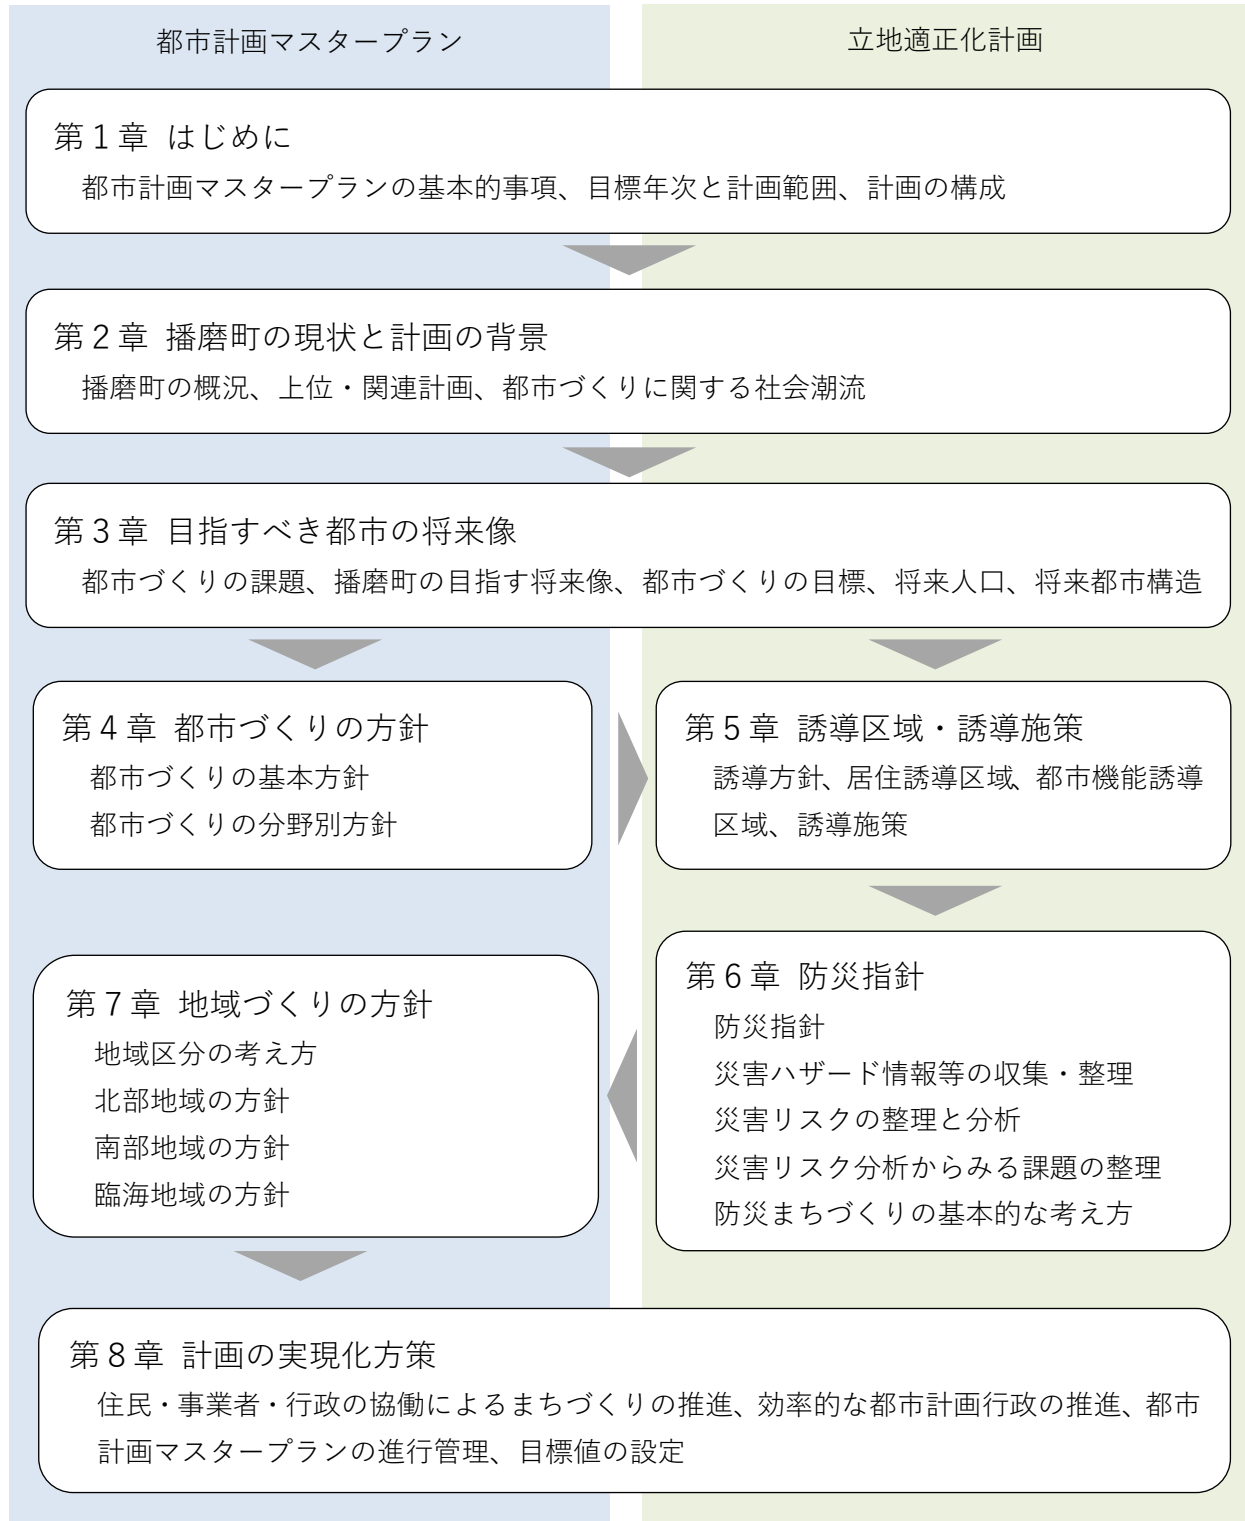 都市計画マスタープラン
立地適正化計画
第1章 はじめに
都市計画マスタープランの基本的事項、目標年次と計画範囲、計画の構成
第2章 播磨町の現状と計画の背景
播磨町の概況、上位・関連計画、都市づくりに関する社会潮流
第3章 目指すべき都市の将来像
都市づくりの課題、播磨町の目指す将来像、都市づくりの目標、将来人口、将来都市構造
第4章 都市づくりの方針
都市づくりの基本方針
都市づくりの分野別方針
第5章 誘導区域・誘導施策
誘導方針、居住誘導区域、都市機能誘導
区域、誘導施策
第6章 防災指針
防災指針
災害ハザード情報等の収集・整理
災害リスクの整理と分析
災害リスク分析からみる課題の整理
防災まちづくりの基本的な考え方
第7章 地域づくりの方針
地域区分の考え方
北部地域の方針
南部地域の方針
臨海地域の方針
第8章 計画の実現化方策
住民・事業者・行政の協働によるまちづくりの推進、効率的な都市計画行政の推進、都市
計画マスタープランの進行管理、目標値の設定